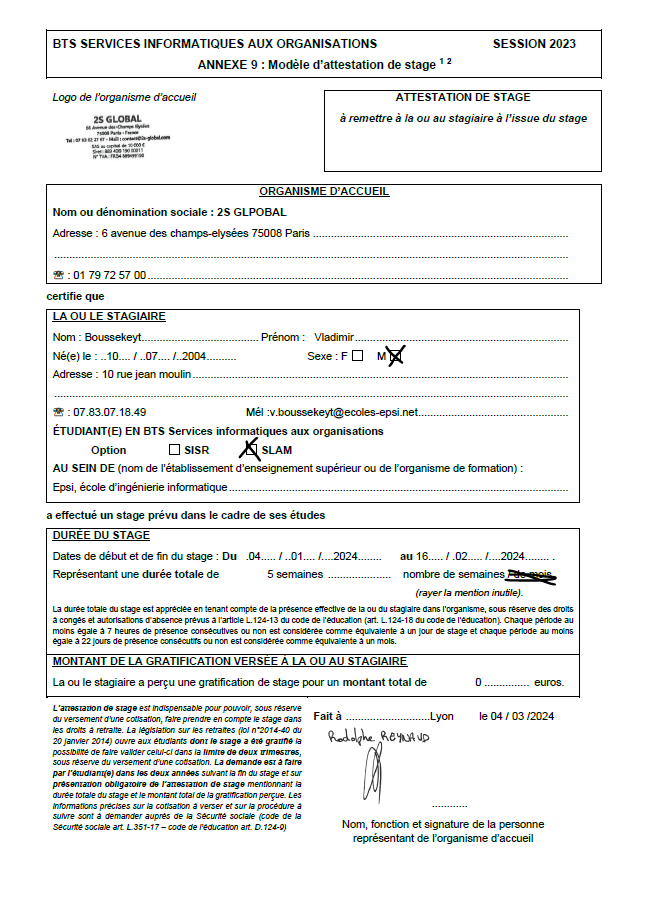 BTS SERVICES INFORMATIQUES AUX ORGANISATIONS SESSION 2023
ANNEXE 9 : Modèle d'attestation de stage 1 2
Logo de l'organisme d'accueil
2S GLOBAL
75008 Paris - France
SAS au capital de 10 000 €
ATTESTATION DE STAGE
à remettre à la ou au stagiaire à l'issue du stage
ORGANISME D'ACCUEIL
Nom ou dénomination sociale : 2S GLPOBAL
Adresse : 6 avenue des champs-elysées 75008 Paris
☏ : 01 79 72 57 00
certifie que
LA OU LE STAGIAIRE
Nom : Boussekeyt Prénom : Vladimir
Né(e) le : ..10.... / ..07.... /..2004.......... Sexe : F M
Adresse : 10 rue jean moulin
☏ : 07.83.07.18.49 Mél :v.boussekeyt@ecoles-epsi.net
ÉTUDIANT(E) EN BTS Services informatiques aux organisations
Option SISR SLAM
AU SEIN DE (nom de l'établissement d'enseignement supérieur ou de l'organisme de formation) :
Epsi, école d'ingénierie informatique
a effectué un stage prévu dans le cadre de ses études
DURÉE DU STAGE
Dates de début et de fin du stage : Du .04..... / ..01.... /....2024........ au 16..... / .02..... /....2024........ .
Représentant une durée totale de 5 semaines ..................... nombre de semaines / de mois
(rayer la mention inutile).
La durée totale du stage est appréciée en tenant compte de la présence effective de la ou du stagiaire dans l'organisme, sous réserve des droits
à congés et autorisations d'absence prévus à l'article L.124-13 du code de l'éducation (art. L.124-18 du code de l'éducation). Chaque période au
moins égale à 7 heures de présence consécutives ou non est considérée comme équivalente à un jour de stage et chaque période au moins
égale à 22 jours de présence consécutifs ou non est considérée comme équivalente à un mois.
MONTANT DE LA GRATIFICATION VERSÉE À LA OU AU STAGIAIRE
La ou le stagiaire a perçu une gratification de stage pour un montant total de 0 ............... euros.
L'attestation de stage est indispensable pour pouvoir, sous réserve
du versement d'une cotisation, faire prendre en compte le stage dans
les droits à retraite. La législation sur les retraites (loi n°2014-40 du
20 janvier 2014) ouvre aux étudiants dont le stage a été gratifié la
possibilité de faire valider celui-ci dans la limite de deux trimestres,
sous réserve du versement d'une cotisation. La demande est à faire
par l'étudiant(e) dans les deux années suivant la fin du stage et sur
présentation obligatoire de l'attestation de stage mentionnant la
durée totale du stage et le montant total de la gratification perçue. Les
informations précises sur la cotisation à verser et sur la procédure à
suivre sont à demander auprès de la Sécurité sociale (code de la
Sécurité sociale art. L.351-17 – code de l'éducation art. D.124-9)
Fait à ............................Lyon le 04 / 03 /2024
Rodolphe REYNAUD
Nom, fonction et signature de la personne
représentant de l'organisme d'accueil